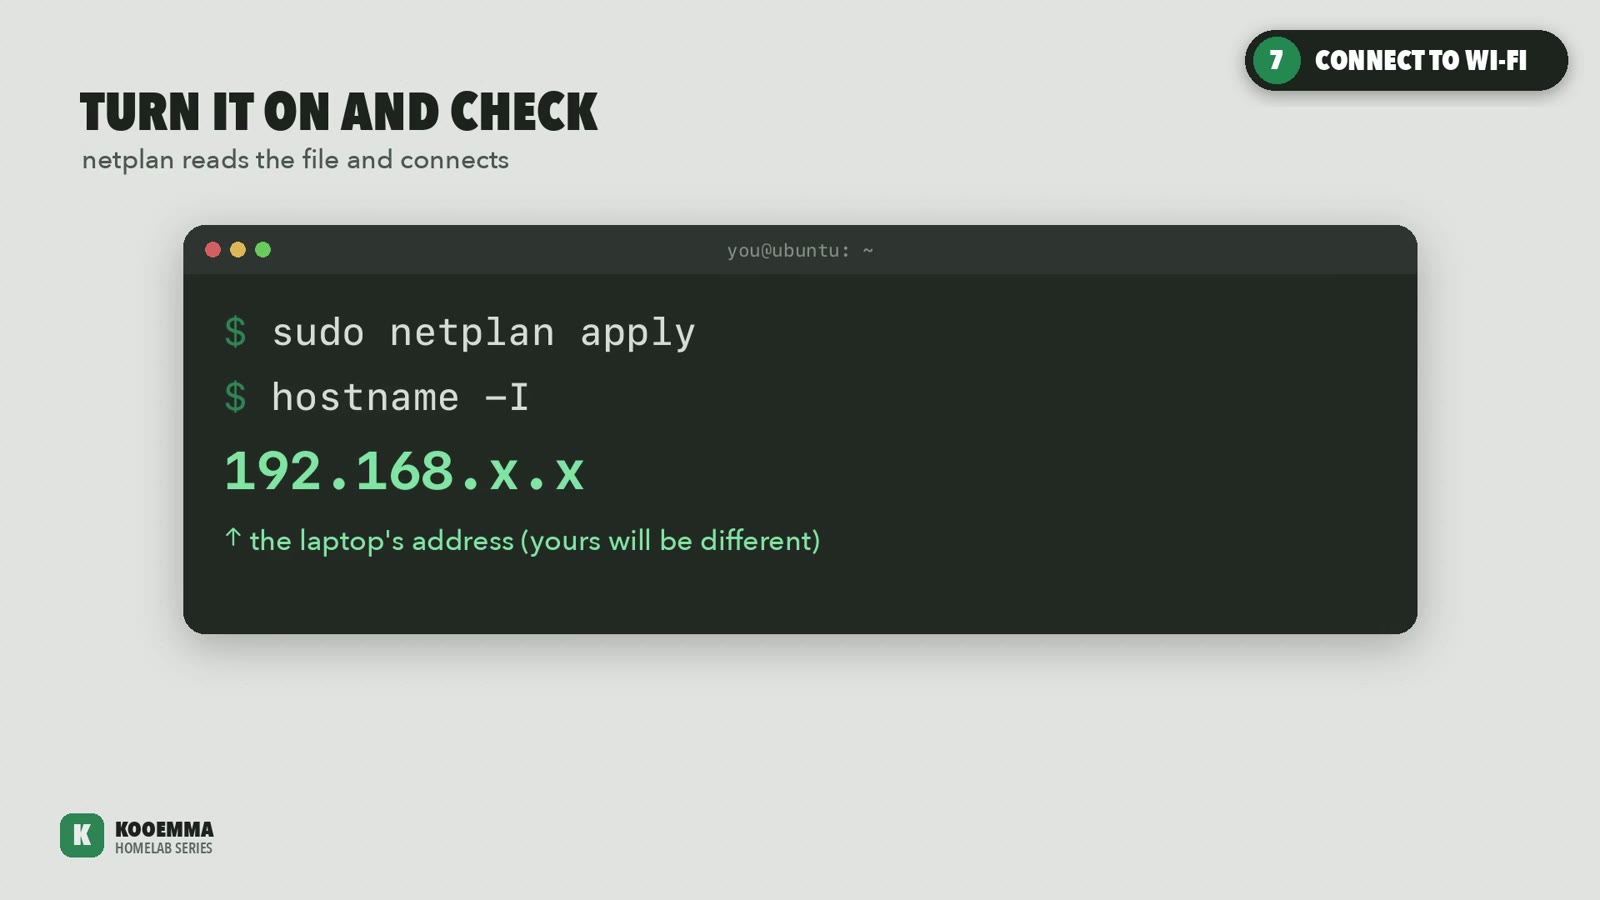 7 CONNECT TO WI-FI
TURN IT ON AND CHECK
netplan reads the file and connects
you@ubuntu: ~
$ sudo netplan apply
$ hostname -I
192.168.x.x
↑ the laptop's address (yours will be different)
K KOOEMMA
HOMELAB SERIES